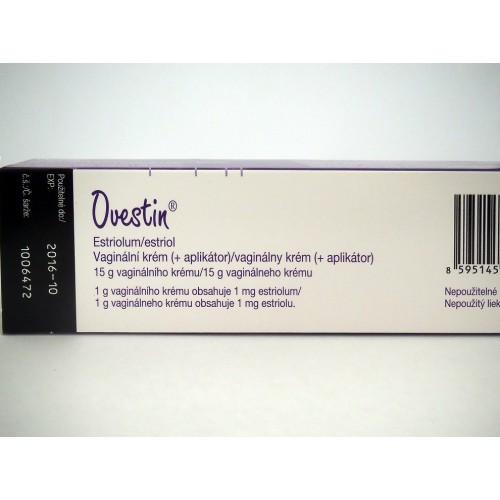 Použitelné do:/
EXP:
2016-10
č.š./Č. šarže:
1006472
Ovestin®
Estriolum/estriol
Vaginální krém (+ aplikátor)/vaginálny krém (+ aplikátor)
15 g vaginálního krému/15 g vaginálneho krému
1 g vaginálního krému obsahuje 1 mg estriolum/
1 g vaginálneho krému obsahuje 1 mg estriolu.
8 595145
Nepoužitelné
Nepoužitý liek